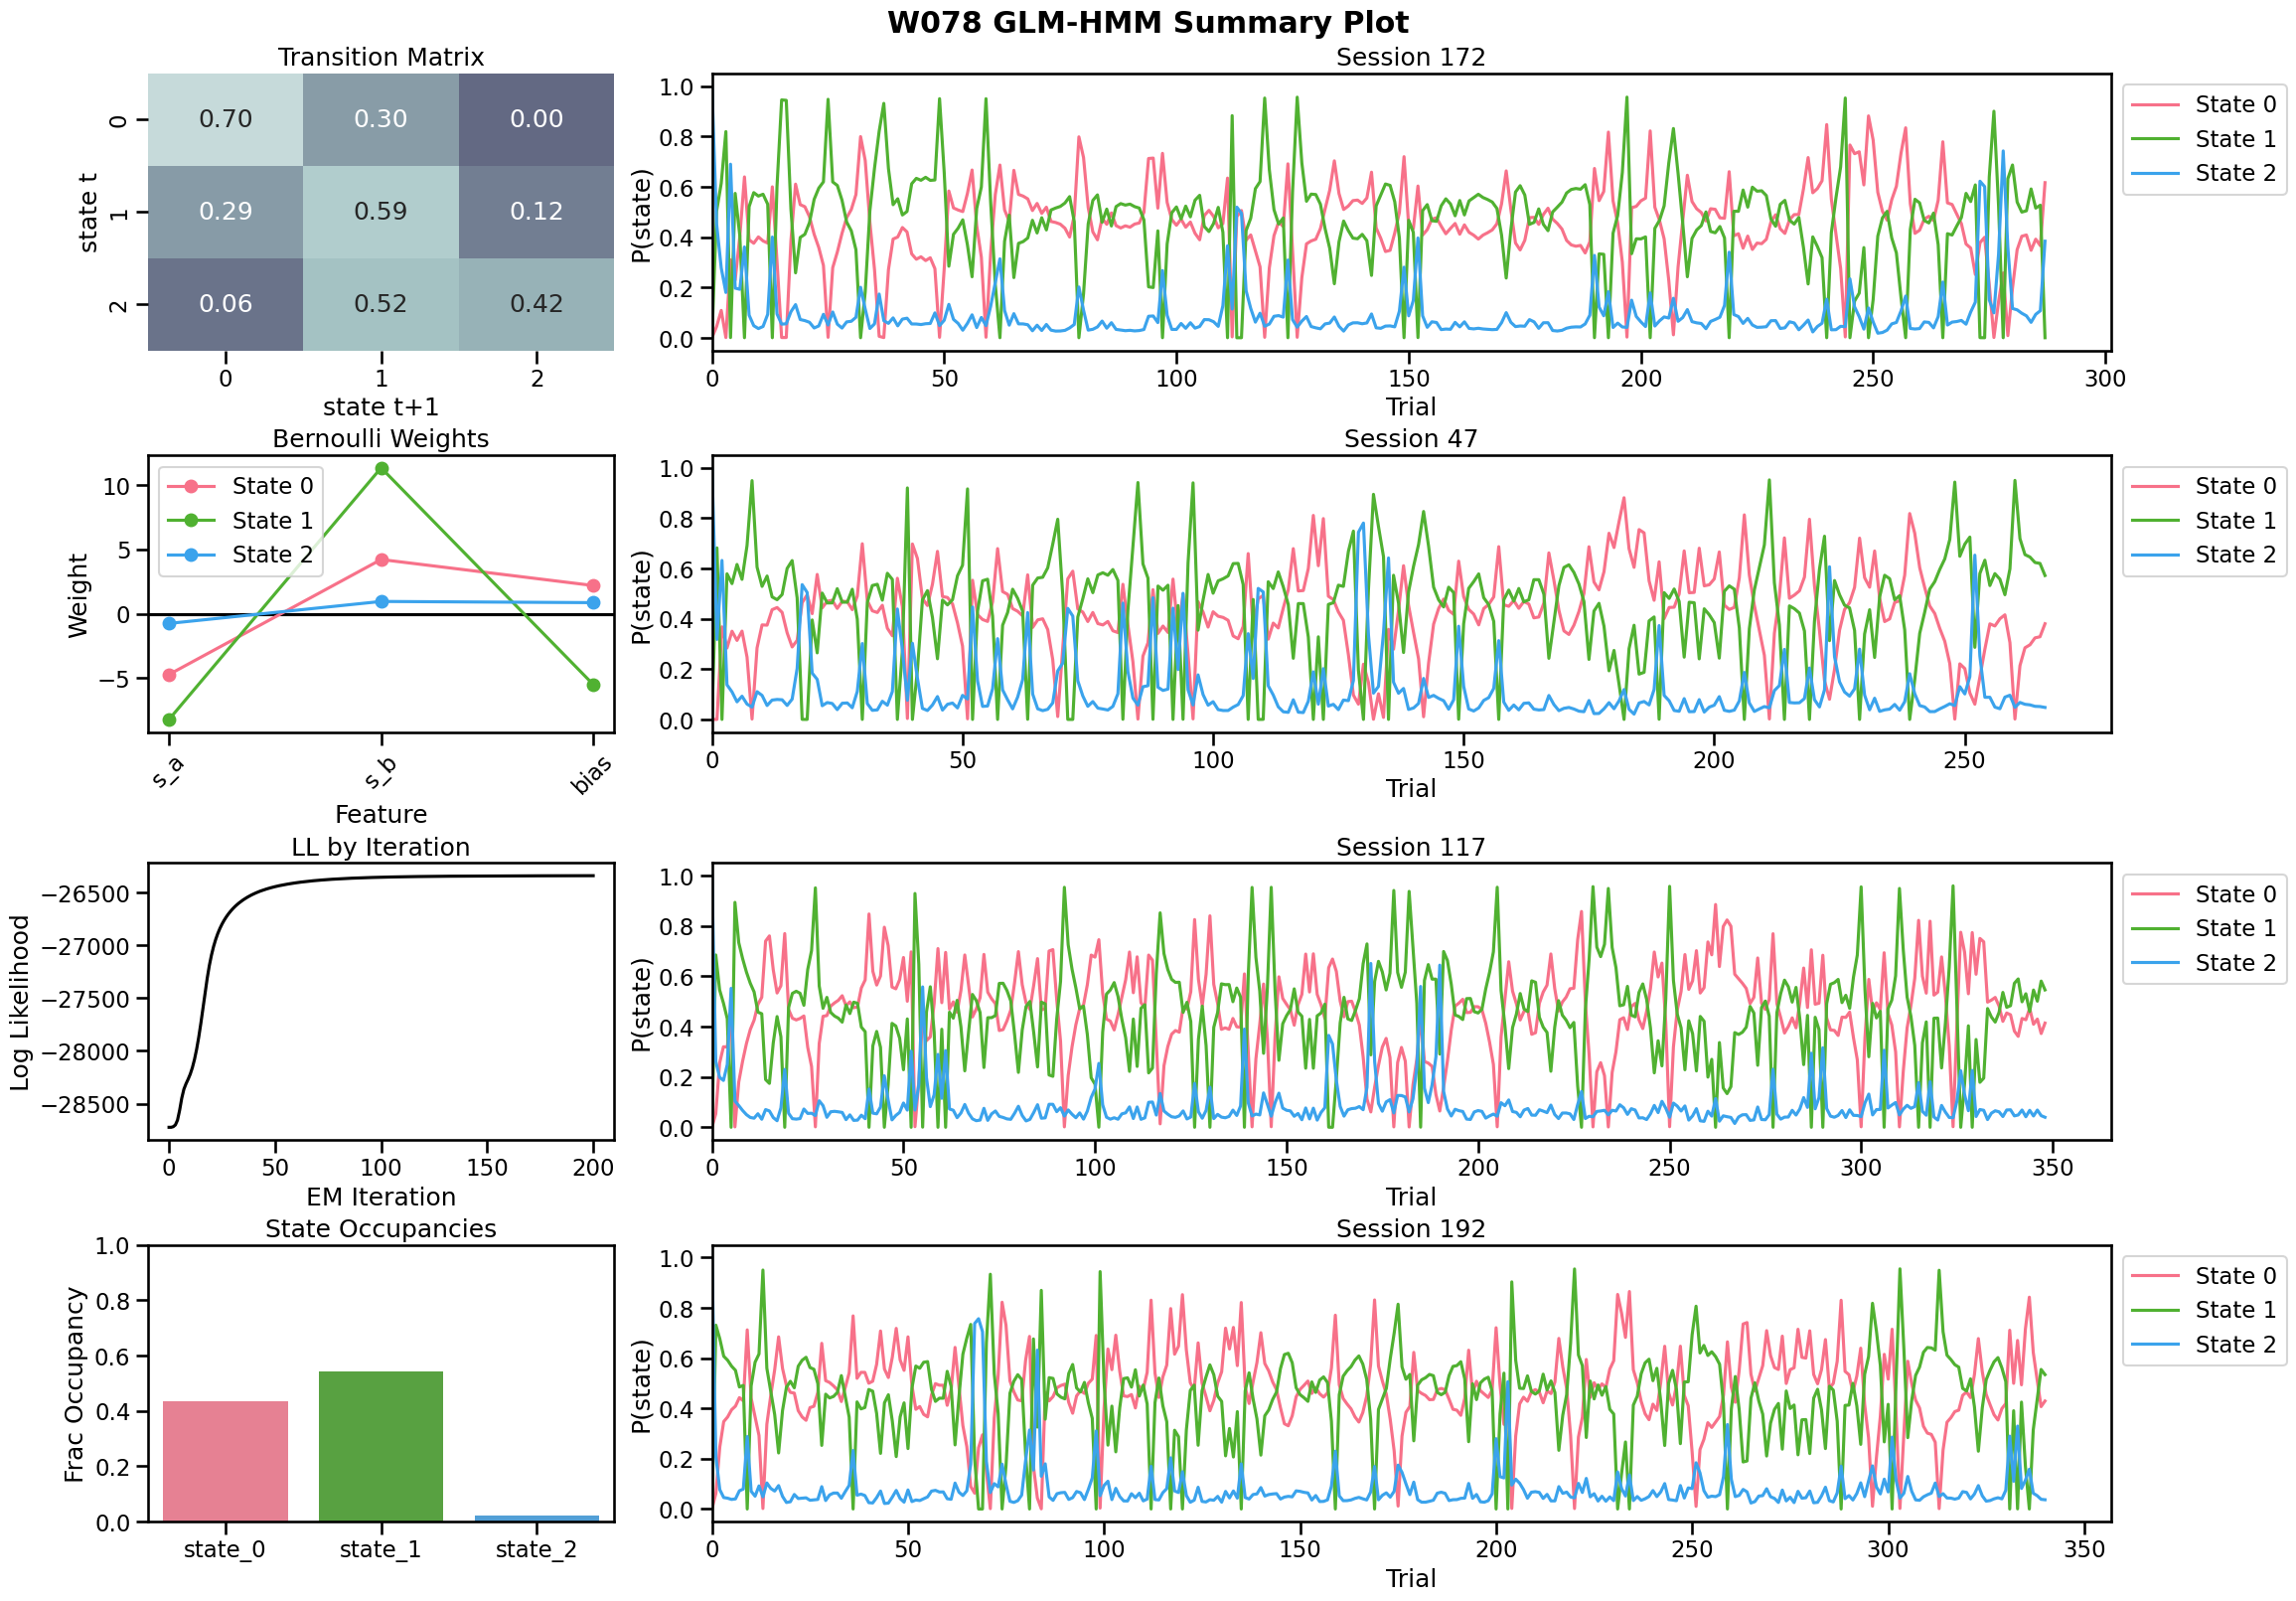 W078 GLM-HMM Summary Plot
Transition Matrix
0.70 0.30 0.00
0.29 0.59 0.12
0.06 0.52 0.42
0
1
2
state t
0 1 2
state t+1
Session 172
1.0
0.8
0.6
0.4
0.2
0.0
P(state)
0 50 100 150 200 250 300
Trial
State 0
State 1
State 2
Bernoulli Weights
10
5
0
−5
Weight
State 0
State 1
State 2
s_a s_b bias
Feature
Session 47
1.0
0.8
0.6
0.4
0.2
0.0
P(state)
0 50 100 150 200 250
Trial
State 0
State 1
State 2
LL by Iteration
−26500
−27000
−27500
−28000
−28500
Log Likelihood
0 50 100 150 200
EM Iteration
Session 117
1.0
0.8
0.6
0.4
0.2
0.0
P(state)
0 50 100 150 200 250 300 350
Trial
State 0
State 1
State 2
State Occupancies
1.0
0.8
0.6
0.4
0.2
0.0
Frac Occupancy
state_0 state_1 state_2
Session 192
1.0
0.8
0.6
0.4
0.2
0.0
P(state)
0 50 100 150 200 250 300 350
Trial
State 0
State 1
State 2